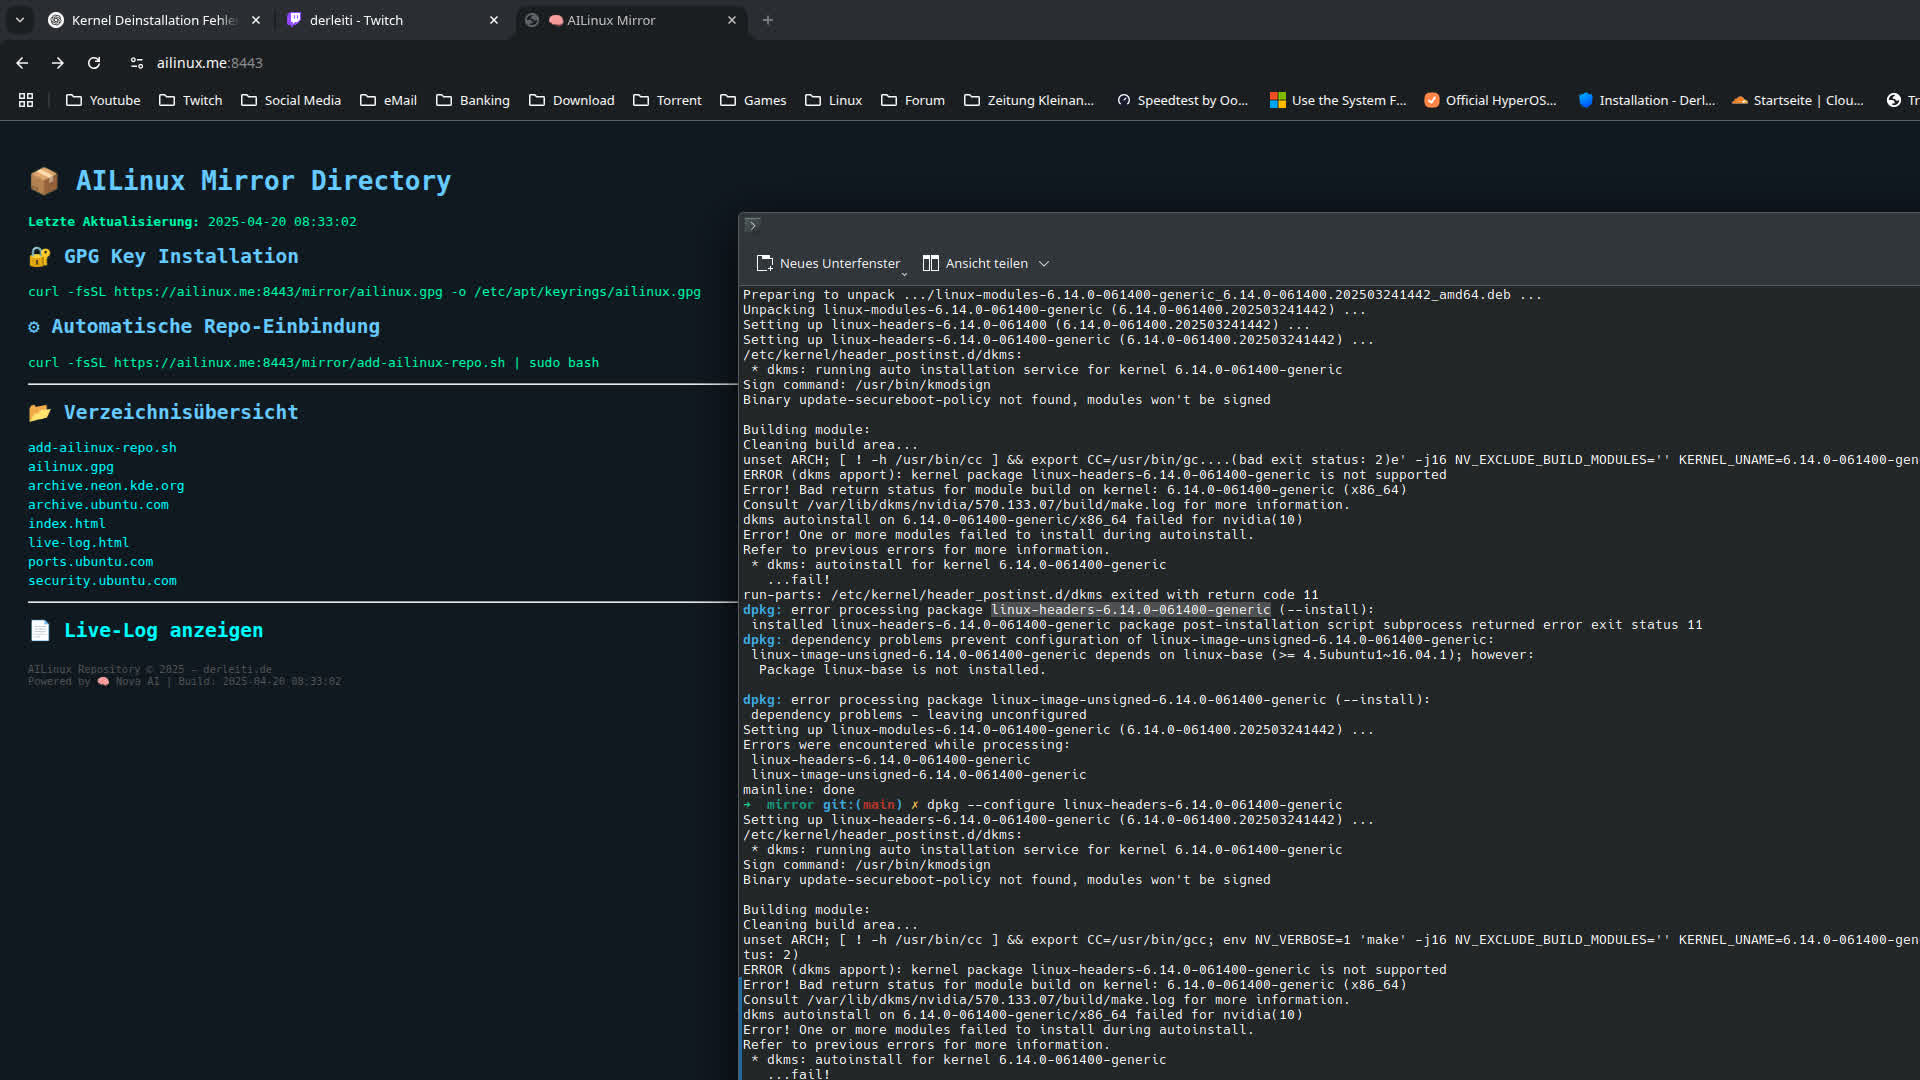 Kernel Deinstallation Fehle
derleiti - Twitch
🧠 AILinux Mirror
ailinux.me:8443
Youtube
Twitch
Social Media
eMail
Banking
Download
Torrent
Games
Linux
Forum
Zeitung Kleinan...
Speedtest by Oo...
Use the System F...
Official HyperOS...
Installation - Derl...
Startseite | Clou...
Tr
📦 AILinux Mirror Directory
Letzte Aktualisierung: 2025-04-20 08:33:02
🔐 GPG Key Installation
curl -fsSL https://ailinux.me:8443/mirror/ailinux.gpg -o /etc/apt/keyrings/ailinux.gpg
⚙ Automatische Repo-Einbindung
curl -fsSL https://ailinux.me:8443/mirror/add-ailinux-repo.sh | sudo bash
📂 Verzeichnisübersicht
add-ailinux-repo.sh
ailinux.gpg
archive.neon.kde.org
archive.ubuntu.com
index.html
live-log.html
ports.ubuntu.com
security.ubuntu.com
📄 Live-Log anzeigen
AILinux Repository © 2025 – derleiti.de
Powered by 🧠 Nova AI | Build: 2025-04-20 08:33:02
Neues Unterfenster
Ansicht teilen
Preparing to unpack .../linux-modules-6.14.0-061400-generic_6.14.0-061400.202503241442_amd64.deb ...
Unpacking linux-modules-6.14.0-061400-generic (6.14.0-061400.202503241442) ...
Setting up linux-headers-6.14.0-061400 (6.14.0-061400.202503241442) ...
Setting up linux-headers-6.14.0-061400-generic (6.14.0-061400.202503241442) ...
/etc/kernel/header_postinst.d/dkms:
 * dkms: running auto installation service for kernel 6.14.0-061400-generic
Sign command: /usr/bin/kmodsign
Binary update-secureboot-policy not found, modules won't be signed
Building module:
Cleaning build area...
unset ARCH; [ ! -h /usr/bin/cc ] && export CC=/usr/bin/gc....(bad exit status: 2)e' -j16 NV_EXCLUDE_BUILD_MODULES='' KERNEL_UNAME=6.14.0-061400-gen
ERROR (dkms apport): kernel package linux-headers-6.14.0-061400-generic is not supported
Error! Bad return status for module build on kernel: 6.14.0-061400-generic (x86_64)
Consult /var/lib/dkms/nvidia/570.133.07/build/make.log for more information.
dkms autoinstall on 6.14.0-061400-generic/x86_64 failed for nvidia(10)
Error! One or more modules failed to install during autoinstall.
Refer to previous errors for more information.
 * dkms: autoinstall for kernel 6.14.0-061400-generic
   ...fail!
run-parts: /etc/kernel/header_postinst.d/dkms exited with return code 11
dpkg: error processing package linux-headers-6.14.0-061400-generic (--install):
 installed linux-headers-6.14.0-061400-generic package post-installation script subprocess returned error exit status 11
dpkg: dependency problems prevent configuration of linux-image-unsigned-6.14.0-061400-generic:
 linux-image-unsigned-6.14.0-061400-generic depends on linux-base (>= 4.5ubuntu1~16.04.1); however:
  Package linux-base is not installed.
dpkg: error processing package linux-image-unsigned-6.14.0-061400-generic (--install):
 dependency problems - leaving unconfigured
Setting up linux-modules-6.14.0-061400-generic (6.14.0-061400.202503241442) ...
Errors were encountered while processing:
 linux-headers-6.14.0-061400-generic
 linux-image-unsigned-6.14.0-061400-generic
mainline: done
➜  mirror git:(main) ✗ dpkg --configure linux-headers-6.14.0-061400-generic
Setting up linux-headers-6.14.0-061400-generic (6.14.0-061400.202503241442) ...
/etc/kernel/header_postinst.d/dkms:
 * dkms: running auto installation service for kernel 6.14.0-061400-generic
Sign command: /usr/bin/kmodsign
Binary update-secureboot-policy not found, modules won't be signed
Building module:
Cleaning build area...
unset ARCH; [ ! -h /usr/bin/cc ] && export CC=/usr/bin/gcc; env NV_VERBOSE=1 'make' -j16 NV_EXCLUDE_BUILD_MODULES='' KERNEL_UNAME=6.14.0-061400-gen
tus: 2)
ERROR (dkms apport): kernel package linux-headers-6.14.0-061400-generic is not supported
Error! Bad return status for module build on kernel: 6.14.0-061400-generic (x86_64)
Consult /var/lib/dkms/nvidia/570.133.07/build/make.log for more information.
dkms autoinstall on 6.14.0-061400-generic/x86_64 failed for nvidia(10)
Error! One or more modules failed to install during autoinstall.
Refer to previous errors for more information.
 * dkms: autoinstall for kernel 6.14.0-061400-generic
   ...fail!